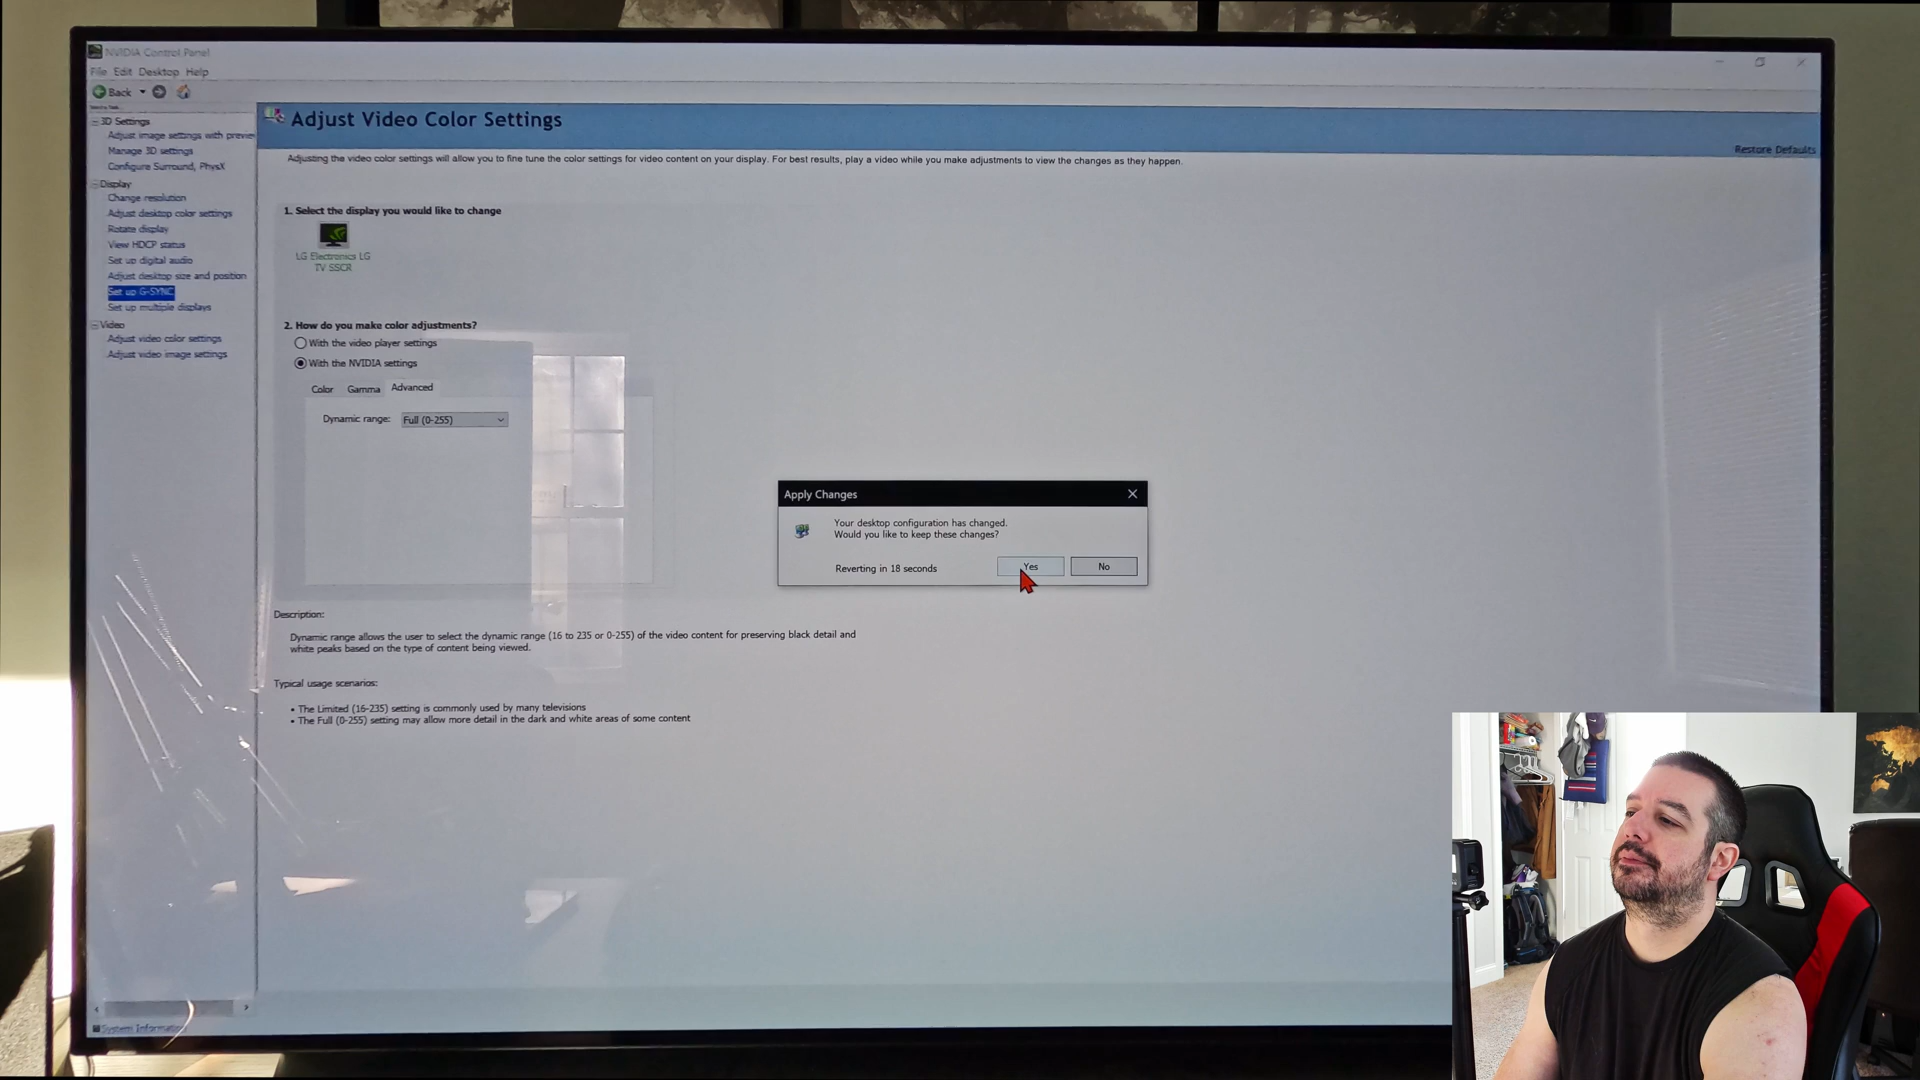 NVIDIA Control Panel
File Edit Desktop Help
Back
3D Settings
Adjust image settings with preview
Manage 3D settings
Configure Surround, PhysX
Display
Change resolution
Adjust desktop color settings
Rotate display
View HDCP status
Set up digital audio
Adjust desktop size and position
Set up G-SYNC
Set up multiple displays
Video
Adjust video color settings
Adjust video image settings
System Information
Adjust Video Color Settings
Adjusting the video color settings will allow you to fine tune the color settings for video content on your display. For best results, play a video while you make adjustments to view the changes as they happen.
Restore Defaults
1. Select the display you would like to change
LG Electronics LG
TV SSCR
2. How do you make color adjustments?
With the video player settings
With the NVIDIA settings
Color Gamma Advanced
Dynamic range: Full (0-255)
Apply Changes
Your desktop configuration has changed.
Would you like to keep these changes?
Reverting in 18 seconds
Yes No
Description:
Dynamic range allows the user to select the dynamic range (16 to 235 or 0-255) of the video content for preserving black detail and
white peaks based on the type of content being viewed.
Typical usage scenarios:
• The Limited (16-235) setting is commonly used by many televisions
• The Full (0-255) setting may allow more detail in the dark and white areas of some content